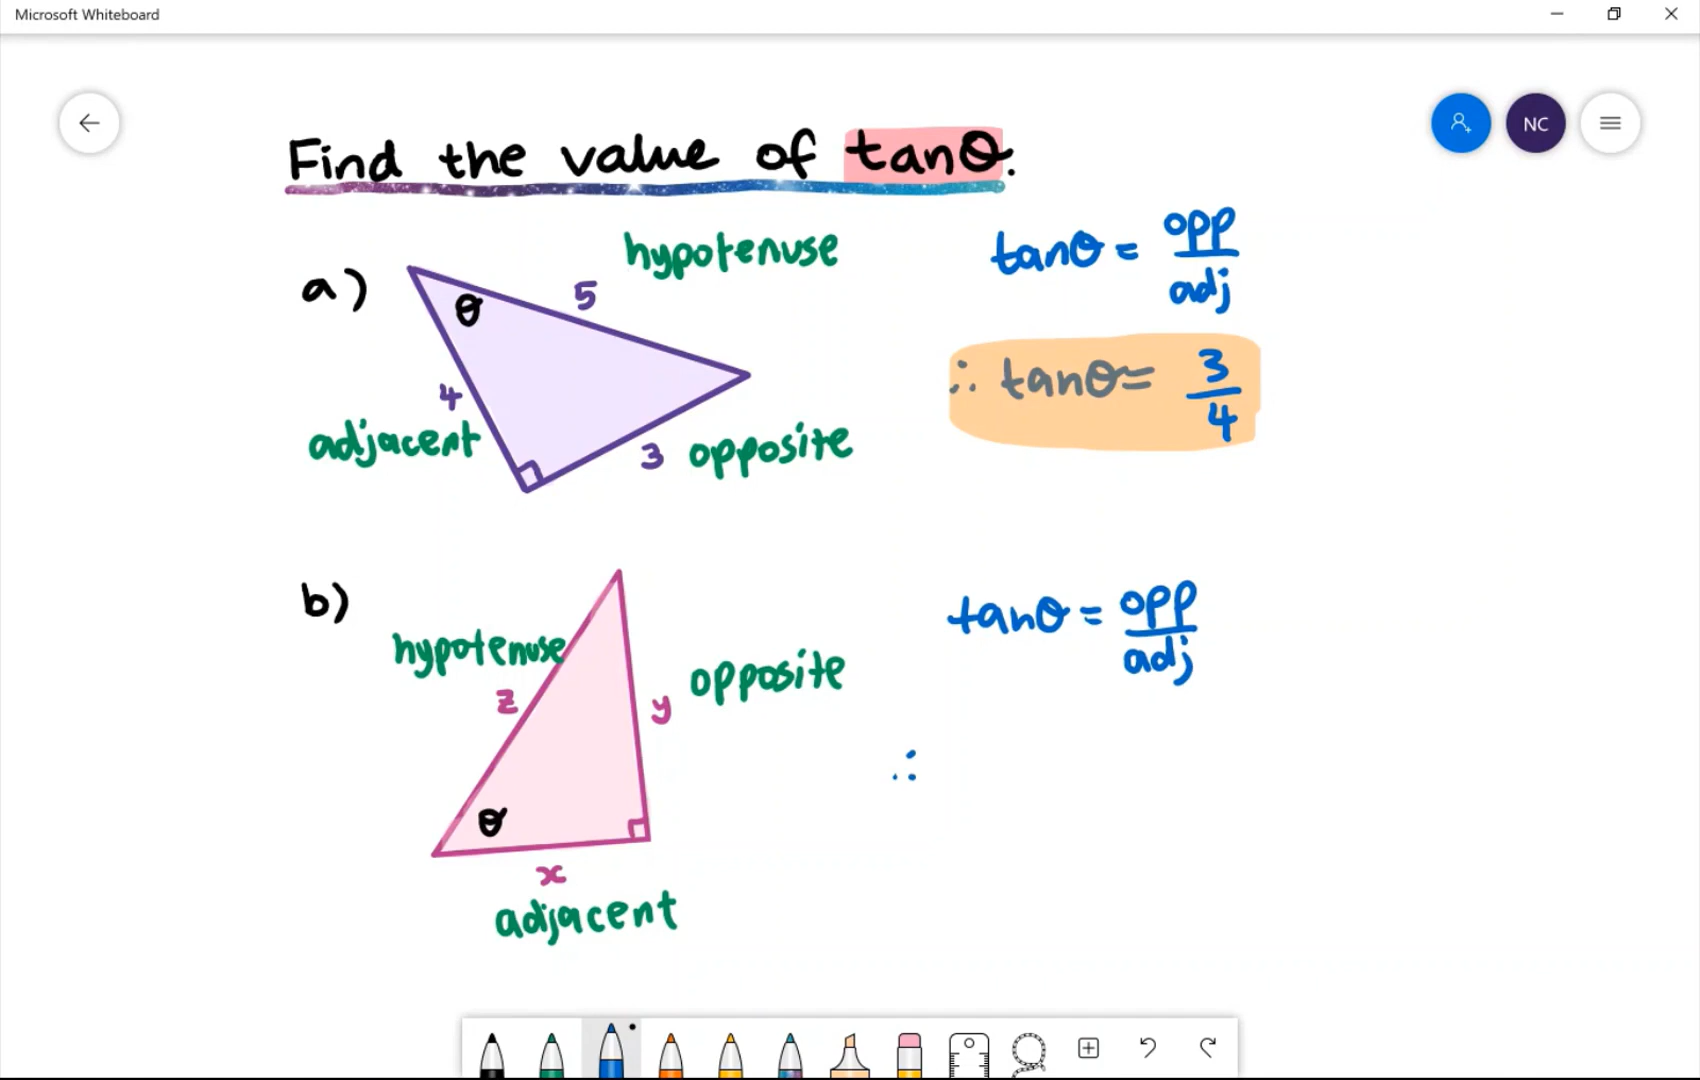 Microsoft Whiteboard
NC
Find the value of tanθ.
a)
θ
5
hypotenuse
4
adjacent
3 opposite
tanθ = opp
adj
∴ tanθ = 3
4
b)
hypotenuse
z
y
opposite
θ
x
adjacent
tanθ = opp
adj
∴